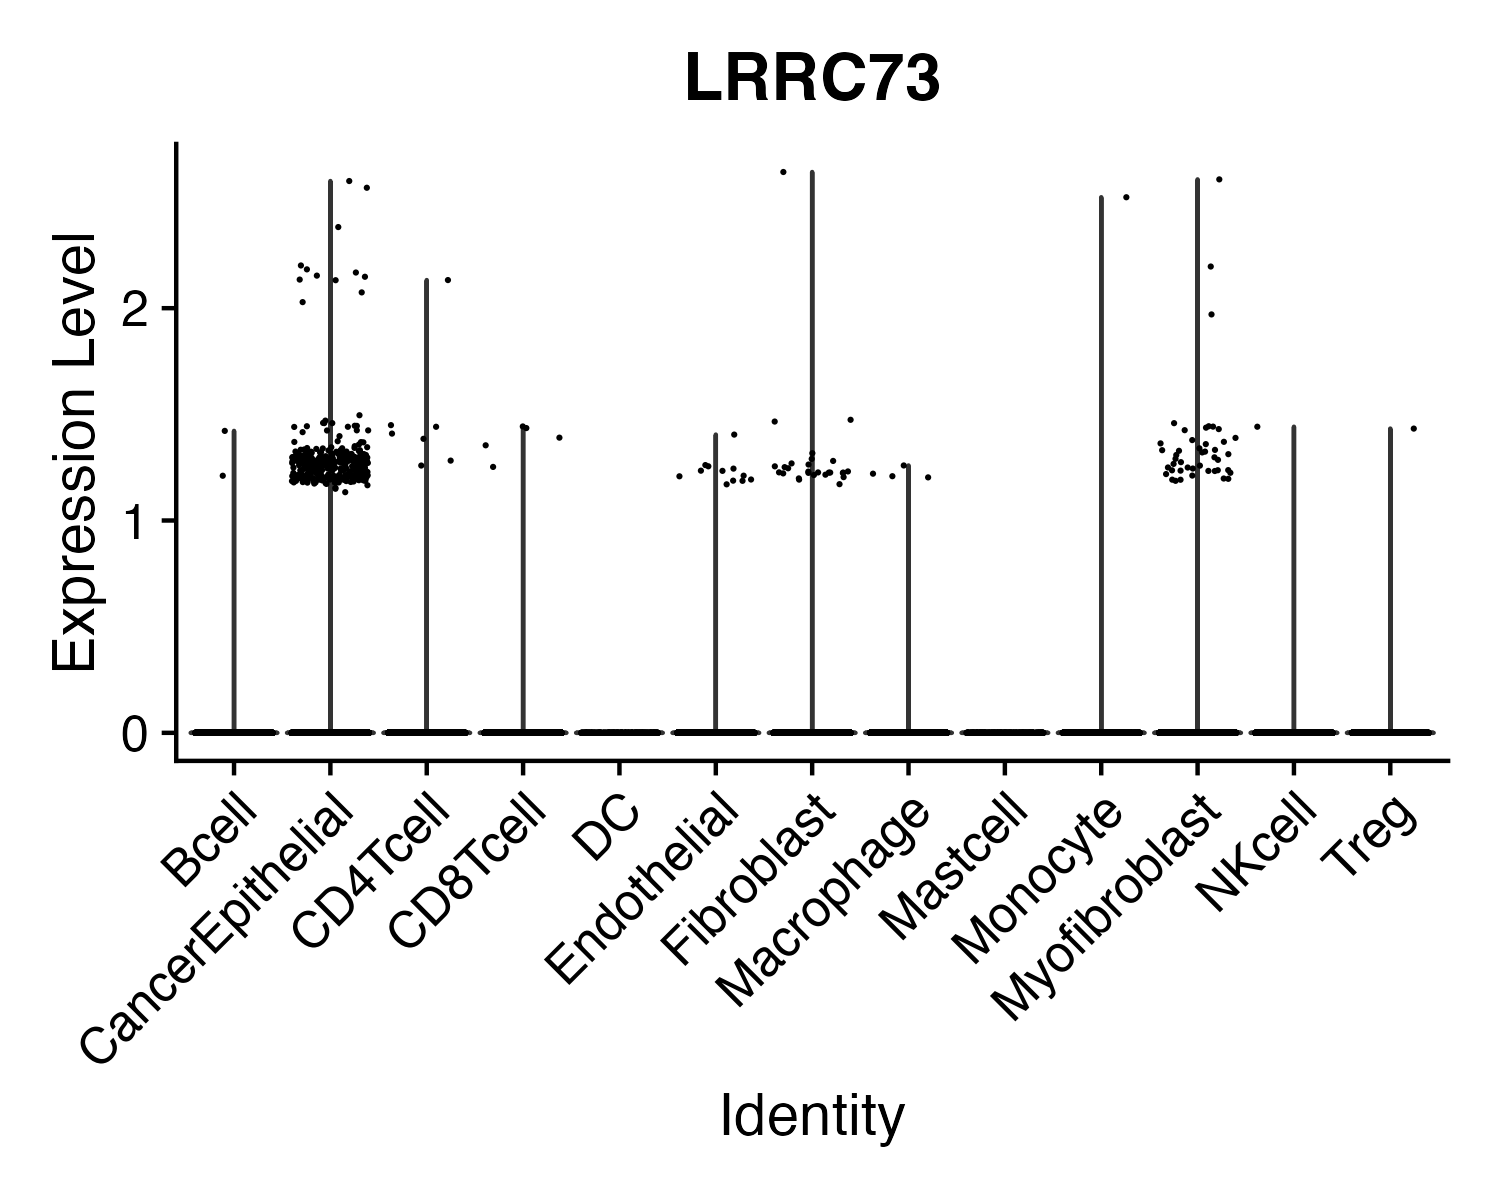 LRRC73
Expression Level
2
1
0
Bcell
CancerEpithelial
CD4Tcell
CD8Tcell
DC
Endothelial
Fibroblast
Macrophage
Mastcell
Monocyte
Myofibroblast
NKcell
Treg
Identity